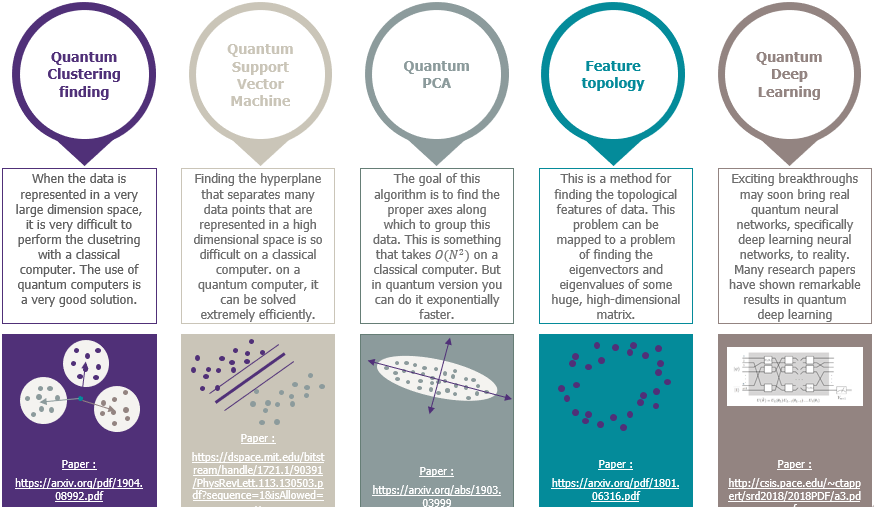 Quantum
Clustering
finding
Quantum
Support
Vector
Machine
Quantum
PCA
Feature
topology
Quantum
Deep
Learning
When the data is
represented in a very
large dimension space,
it is very difficult to
perform the clusetring
with a classical
computer. The use of
quantum computers is
a very good solution.
Finding the hyperplane
that separates many
data points that are
represented in a high
dimensional space is so
difficult on a classical
computer. on a
quantum computer, it
can be solved
extremely efficiently.
The goal of this
algorithm is to find the
proper axes along
which to group this
data. This is something
that takes O(N²) on a
classical computer. But
in quantum version you
can do it exponentially
faster.
This is a method for
finding the topological
features of data. This
problem can be
mapped to a problem
of finding the
eigenvectors and
eigenvalues of some
huge, high-dimensional
matrix.
Exciting breakthroughs
may soon bring real
quantum neural
networks, specifically
deep learning neural
networks, to reality.
Many research papers
have shown remarkable
results in quantum
deep learning
Paper :
https://arxiv.org/pdf/1904.
08992.pdf
Paper :
https://dspace.mit.edu/bitst
ream/handle/1721.1/90391
/PhysRevLett.113.130503.p
df?sequence=1&isAllowed=
Paper :
https://arxiv.org/abs/1903.
03999
Paper :
https://arxiv.org/pdf/1801.
06316.pdf
Paper :
http://csis.pace.edu/~ctapp
ert/srd2018/2018PDF/a3.pd